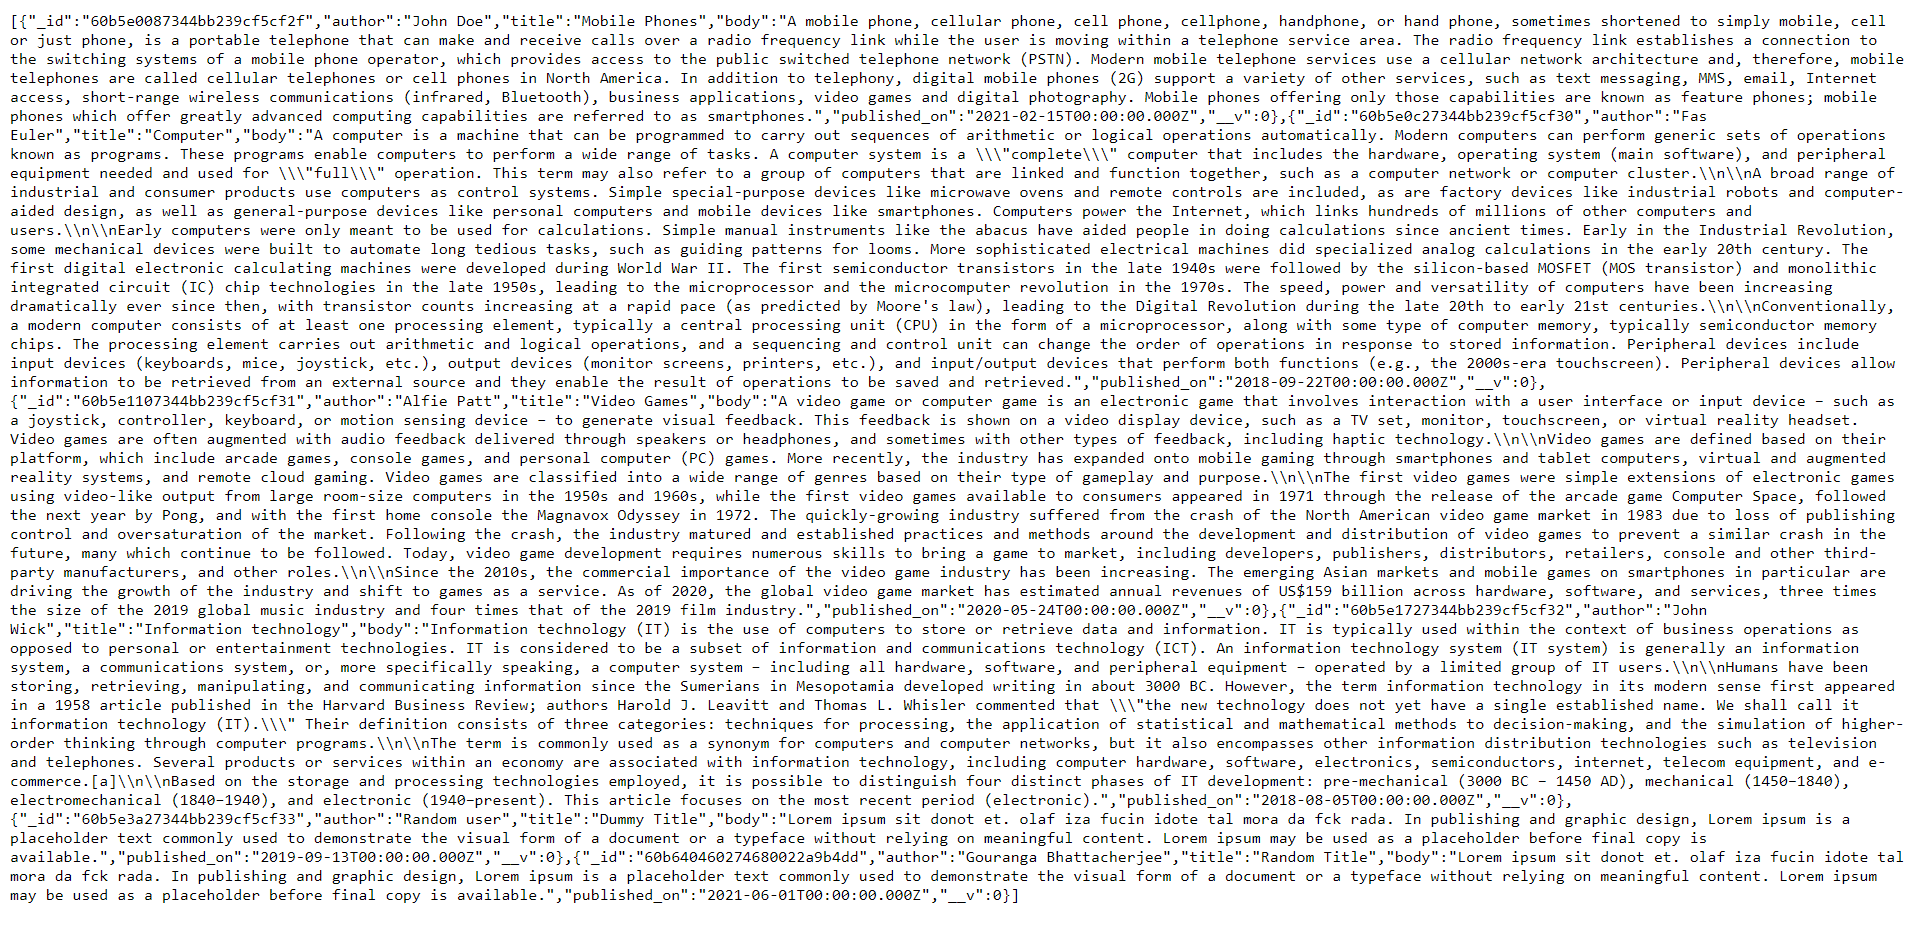 [{"_id":"60b5e0087344bb239cf5cf2f","author":"John Doe","title":"Mobile Phones","body":"A mobile phone, cellular phone, cell phone, cellphone, handphone, or hand phone, sometimes shortened to simply mobile, cell
or just phone, is a portable telephone that can make and receive calls over a radio frequency link while the user is moving within a telephone service area. The radio frequency link establishes a connection to
the switching systems of a mobile phone operator, which provides access to the public switched telephone network (PSTN). Modern mobile telephone services use a cellular network architecture and, therefore, mobile
telephones are called cellular telephones or cell phones in North America. In addition to telephony, digital mobile phones (2G) support a variety of other services, such as text messaging, MMS, email, Internet
access, short-range wireless communications (infrared, Bluetooth), business applications, video games and digital photography. Mobile phones offering only those capabilities are known as feature phones; mobile
phones which offer greatly advanced computing capabilities are referred to as smartphones.","published_on":"2021-02-15T00:00:00.000Z","__v":0},{"_id":"60b5e0c27344bb239cf5cf30","author":"Fas
Euler","title":"Computer","body":"A computer is a machine that can be programmed to carry out sequences of arithmetic or logical operations automatically. Modern computers can perform generic sets of operations
known as programs. These programs enable computers to perform a wide range of tasks. A computer system is a \\\"complete\\\" computer that includes the hardware, operating system (main software), and peripheral
equipment needed and used for \\\"full\\\" operation. This term may also refer to a group of computers that are linked and function together, such as a computer network or computer cluster.\\n\\nA broad range of
industrial and consumer products use computers as control systems. Simple special-purpose devices like microwave ovens and remote controls are included, as are factory devices like industrial robots and computer-
aided design, as well as general-purpose devices like personal computers and mobile devices like smartphones. Computers power the Internet, which links hundreds of millions of other computers and
users.\\n\\nEarly computers were only meant to be used for calculations. Simple manual instruments like the abacus have aided people in doing calculations since ancient times. Early in the Industrial Revolution,
some mechanical devices were built to automate long tedious tasks, such as guiding patterns for looms. More sophisticated electrical machines did specialized analog calculations in the early 20th century. The
first digital electronic calculating machines were developed during World War II. The first semiconductor transistors in the late 1940s were followed by the silicon-based MOSFET (MOS transistor) and monolithic
integrated circuit (IC) chip technologies in the late 1950s, leading to the microprocessor and the microcomputer revolution in the 1970s. The speed, power and versatility of computers have been increasing
dramatically ever since then, with transistor counts increasing at a rapid pace (as predicted by Moore's law), leading to the Digital Revolution during the late 20th to early 21st centuries.\\n\\nConventionally,
a modern computer consists of at least one processing element, typically a central processing unit (CPU) in the form of a microprocessor, along with some type of computer memory, typically semiconductor memory
chips. The processing element carries out arithmetic and logical operations, and a sequencing and control unit can change the order of operations in response to stored information. Peripheral devices include
input devices (keyboards, mice, joystick, etc.), output devices (monitor screens, printers, etc.), and input/output devices that perform both functions (e.g., the 2000s-era touchscreen). Peripheral devices allow
information to be retrieved from an external source and they enable the result of operations to be saved and retrieved.","published_on":"2018-09-22T00:00:00.000Z","__v":0},
{"_id":"60b5e1107344bb239cf5cf31","author":"Alfie Patt","title":"Video Games","body":"A video game or computer game is an electronic game that involves interaction with a user interface or input device – such as
a joystick, controller, keyboard, or motion sensing device – to generate visual feedback. This feedback is shown on a video display device, such as a TV set, monitor, touchscreen, or virtual reality headset.
Video games are often augmented with audio feedback delivered through speakers or headphones, and sometimes with other types of feedback, including haptic technology.\\n\\nVideo games are defined based on their
platform, which include arcade games, console games, and personal computer (PC) games. More recently, the industry has expanded onto mobile gaming through smartphones and tablet computers, virtual and augmented
reality systems, and remote cloud gaming. Video games are classified into a wide range of genres based on their type of gameplay and purpose.\\n\\nThe first video games were simple extensions of electronic games
using video-like output from large room-size computers in the 1950s and 1960s, while the first video games available to consumers appeared in 1971 through the release of the arcade game Computer Space, followed
the next year by Pong, and with the first home console the Magnavox Odyssey in 1972. The quickly-growing industry suffered from the crash of the North American video game market in 1983 due to loss of publishing
control and oversaturation of the market. Following the crash, the industry matured and established practices and methods around the development and distribution of video games to prevent a similar crash in the
future, many which continue to be followed. Today, video game development requires numerous skills to bring a game to market, including developers, publishers, distributors, retailers, console and other third-
party manufacturers, and other roles.\\n\\nSince the 2010s, the commercial importance of the video game industry has been increasing. The emerging Asian markets and mobile games on smartphones in particular are
driving the growth of the industry and shift to games as a service. As of 2020, the global video game market has estimated annual revenues of US$159 billion across hardware, software, and services, three times
the size of the 2019 global music industry and four times that of the 2019 film industry.","published_on":"2020-05-24T00:00:00.000Z","__v":0},{"_id":"60b5e1727344bb239cf5cf32","author":"John
Wick","title":"Information technology","body":"Information technology (IT) is the use of computers to store or retrieve data and information. IT is typically used within the context of business operations as
opposed to personal or entertainment technologies. IT is considered to be a subset of information and communications technology (ICT). An information technology system (IT system) is generally an information
system, a communications system, or, more specifically speaking, a computer system – including all hardware, software, and peripheral equipment – operated by a limited group of IT users.\\n\\nHumans have been
storing, retrieving, manipulating, and communicating information since the Sumerians in Mesopotamia developed writing in about 3000 BC. However, the term information technology in its modern sense first appeared
in a 1958 article published in the Harvard Business Review; authors Harold J. Leavitt and Thomas L. Whisler commented that \\\"the new technology does not yet have a single established name. We shall call it
information technology (IT).\\\" Their definition consists of three categories: techniques for processing, the application of statistical and mathematical methods to decision-making, and the simulation of higher-
order thinking through computer programs.\\n\\nThe term is commonly used as a synonym for computers and computer networks, but it also encompasses other information distribution technologies such as television
and telephones. Several products or services within an economy are associated with information technology, including computer hardware, software, electronics, semiconductors, internet, telecom equipment, and e-
commerce.[a]\\n\\nBased on the storage and processing technologies employed, it is possible to distinguish four distinct phases of IT development: pre-mechanical (3000 BC – 1450 AD), mechanical (1450–1840),
electromechanical (1840–1940), and electronic (1940–present). This article focuses on the most recent period (electronic).","published_on":"2018-08-05T00:00:00.000Z","__v":0},
{"_id":"60b5e3a27344bb239cf5cf33","author":"Random user","title":"Dummy Title","body":"Lorem ipsum sit donot et. olaf iza fucin idote tal mora da fck rada. In publishing and graphic design, Lorem ipsum is a
placeholder text commonly used to demonstrate the visual form of a document or a typeface without relying on meaningful content. Lorem ipsum may be used as a placeholder before final copy is
available.","published_on":"2019-09-13T00:00:00.000Z","__v":0},{"_id":"60b640460274680022a9b4dd","author":"Gouranga Bhattacherjee","title":"Random Title","body":"Lorem ipsum sit donot et. olaf iza fucin idote tal
mora da fck rada. In publishing and graphic design, Lorem ipsum is a placeholder text commonly used to demonstrate the visual form of a document or a typeface without relying on meaningful content. Lorem ipsum
may be used as a placeholder before final copy is available.","published_on":"2021-06-01T00:00:00.000Z","__v":0}]